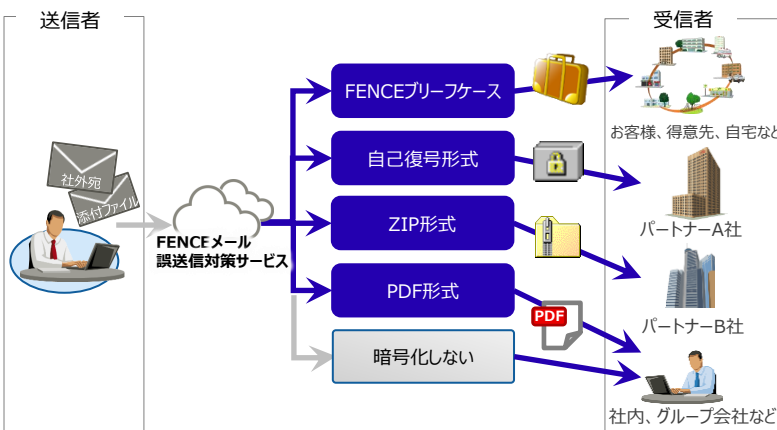 送信者
受信者
FENCEブリーフケース
お客様、得意先、自宅など
自己復号形式
社外宛
添付ファイル
パートナーA社
ZIP形式
FENCEメール
誤送信対策サービス
PDF形式
PDF
パートナーB社
暗号化しない
社内、グループ会社など